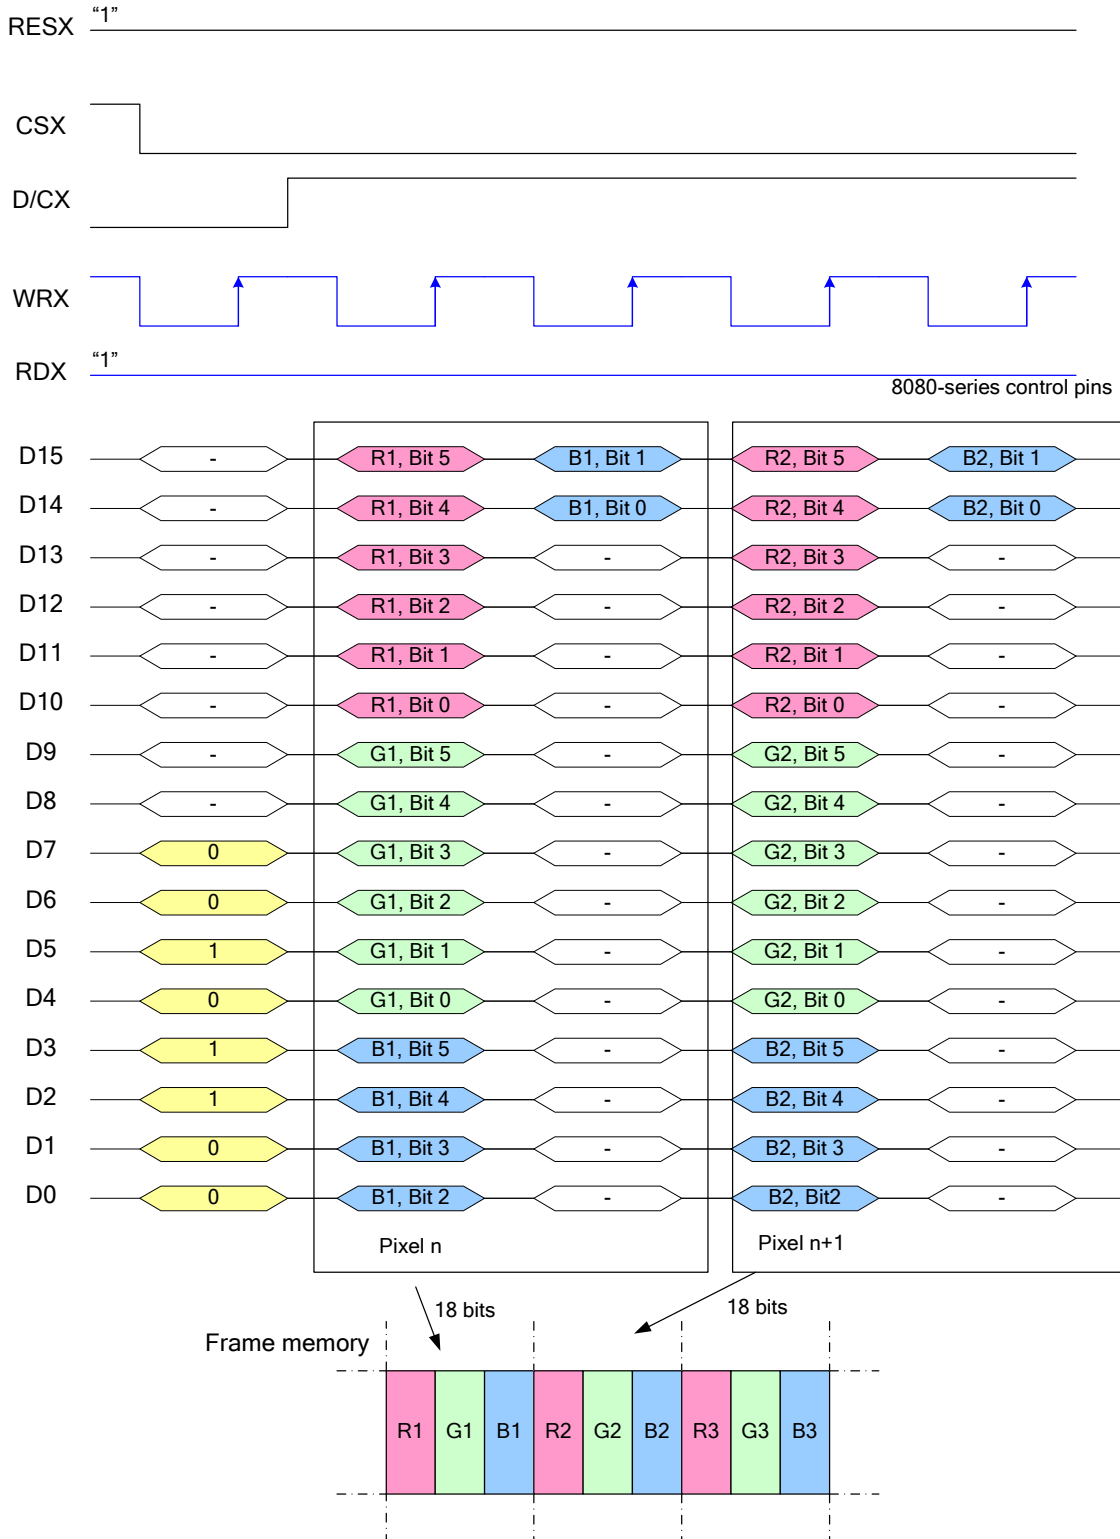 RESX "1"
CSX
D/CX
WRX
RDX "1"
8080-series control pins
D15 - R1, Bit 5 B1, Bit 1 R2, Bit 5 B2, Bit 1
D14 - R1, Bit 4 B1, Bit 0 R2, Bit 4 B2, Bit 0
D13 - R1, Bit 3 - R2, Bit 3 -
D12 - R1, Bit 2 - R2, Bit 2 -
D11 - R1, Bit 1 - R2, Bit 1 -
D10 - R1, Bit 0 - R2, Bit 0 -
D9 - G1, Bit 5 - G2, Bit 5 -
D8 - G1, Bit 4 - G2, Bit 4 -
D7 0 G1, Bit 3 - G2, Bit 3 -
D6 0 G1, Bit 2 - G2, Bit 2 -
D5 1 G1, Bit 1 - G2, Bit 1 -
D4 0 G1, Bit 0 - G2, Bit 0 -
D3 1 B1, Bit 5 - B2, Bit 5 -
D2 1 B1, Bit 4 - B2, Bit 4 -
D1 0 B1, Bit 3 - B2, Bit 3 -
D0 0 B1, Bit 2 - B2, Bit2 -
Pixel n Pixel n+1
18 bits 18 bits
Frame memory
R1 G1 B1 R2 G2 B2 R3 G3 B3